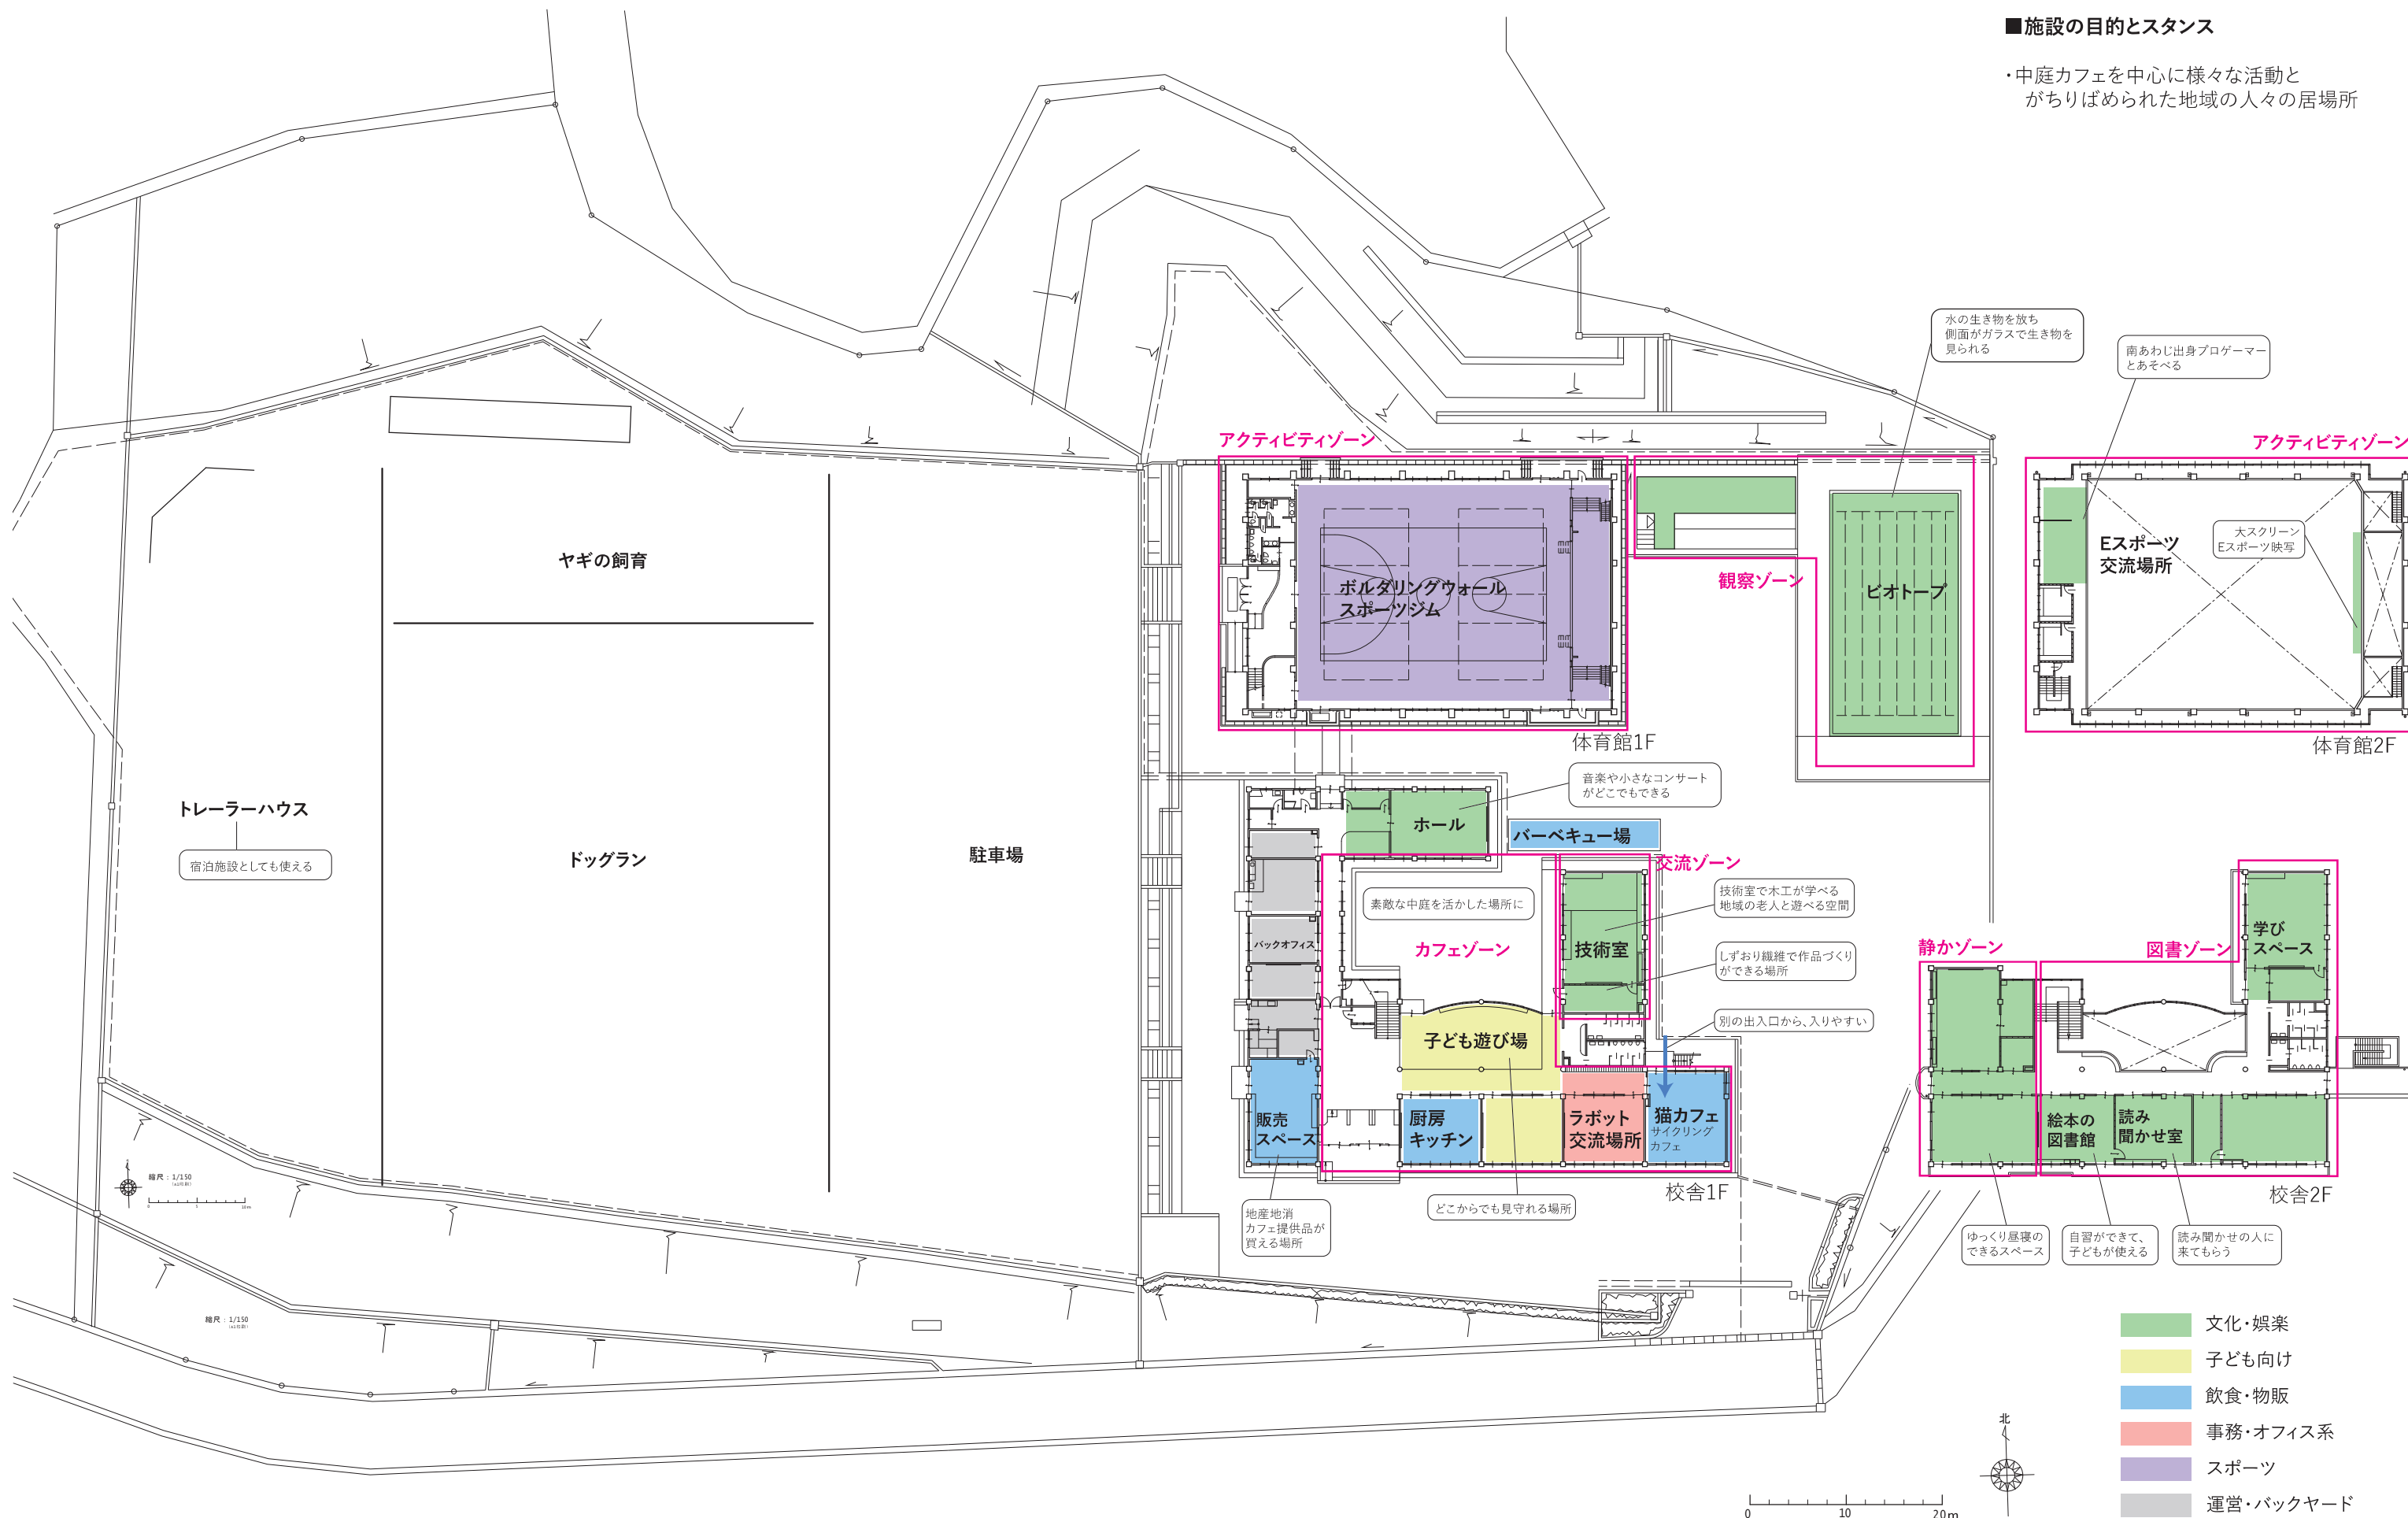 ■施設の目的とスタンス
・中庭カフェを中心に様々な活動と
がちりばめられた地域の人々の居場所
水の生き物を放ち
側面がガラスで生き物を
見られる
南あわじ出身プロゲーマー
とあそべる
アクティビティゾーン
アクティビティゾーン
ヤギの飼育
ボルダリングウォール
スポーツジム
観察ゾーン
ビオトープ
Eスポーツ
交流場所
大スクリーン
Eスポーツ映写
体育館1F
体育館2F
トレーラーハウス
宿泊施設としても使える
ドッグラン
駐車場
音楽や小さなコンサート
がどこでもできる
ホール
バーベキュー場
交流ゾーン
素敵な中庭を活かした場所に
技術室で木工が学べる
地域の老人と遊べる空間
バックオフィス
カフェゾーン
技術室
しずおり繊維で作品づくり
ができる場所
静かゾーン
図書ゾーン
学び
スペース
別の出入口から、入りやすい
子ども遊び場
販売
スペース
厨房
キッチン
ラボット
交流場所
猫カフェ
サイクリング
カフェ
絵本の
図書館
読み
聞かせ室
校舎1F
校舎2F
地産地消
カフェ提供品が
買える場所
どこからでも見守れる場所
ゆっくり昼寝の
できるスペース
自習ができて、
子どもが使える
読み聞かせの人に
来てもらう
縮尺：1/150
0 5 10m
縮尺：1/150
文化・娯楽
子ども向け
飲食・物販
事務・オフィス系
スポーツ
運営・バックヤード
北
0 10 20m